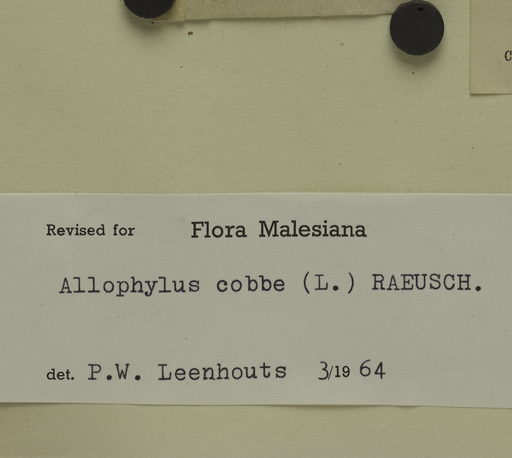 Revised for Flora Malesiana
Allophylus cobbe (L.) RAEUSCH.
det. P.W. Leenhouts 3/19 64